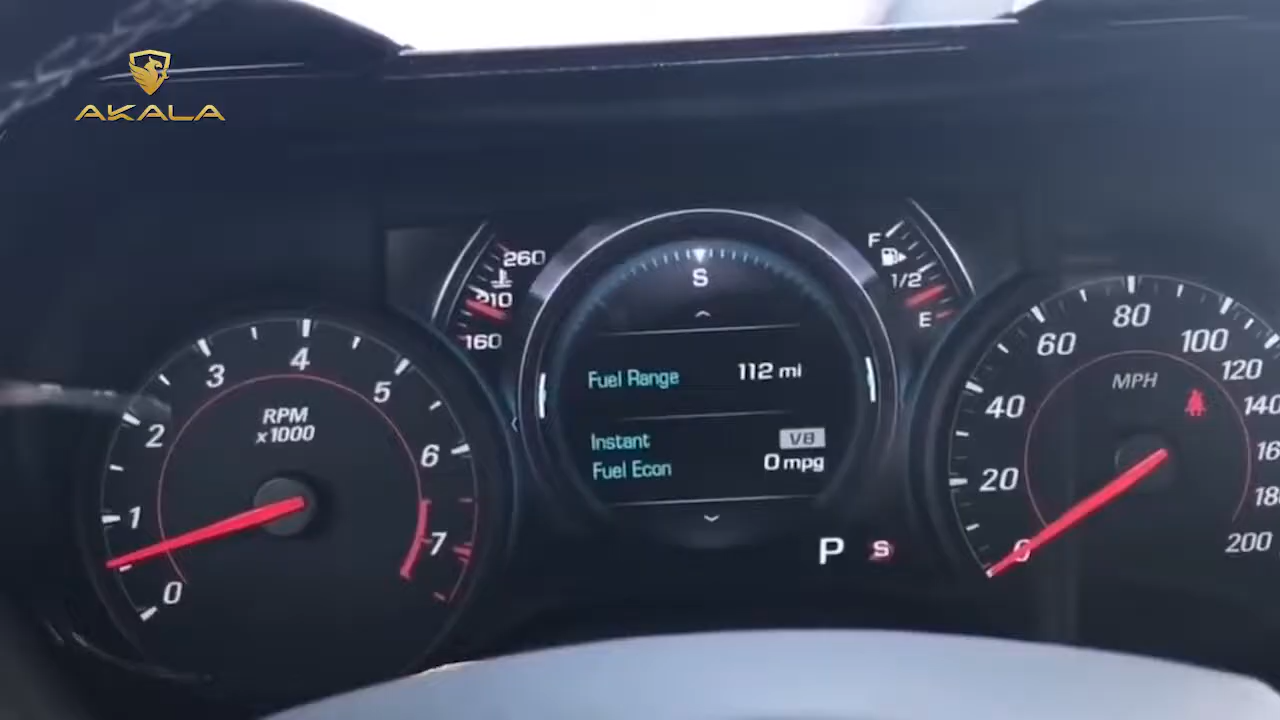 AKALA
260
210
160
S
F
1/2
E
Fuel Range 112 mi
Instant V8
Fuel Econ 0 mpg
P S
RPM
x1000
0
1
2
3
4
5
6
7
MPH
0
20
40
60
80
100
120
140
200